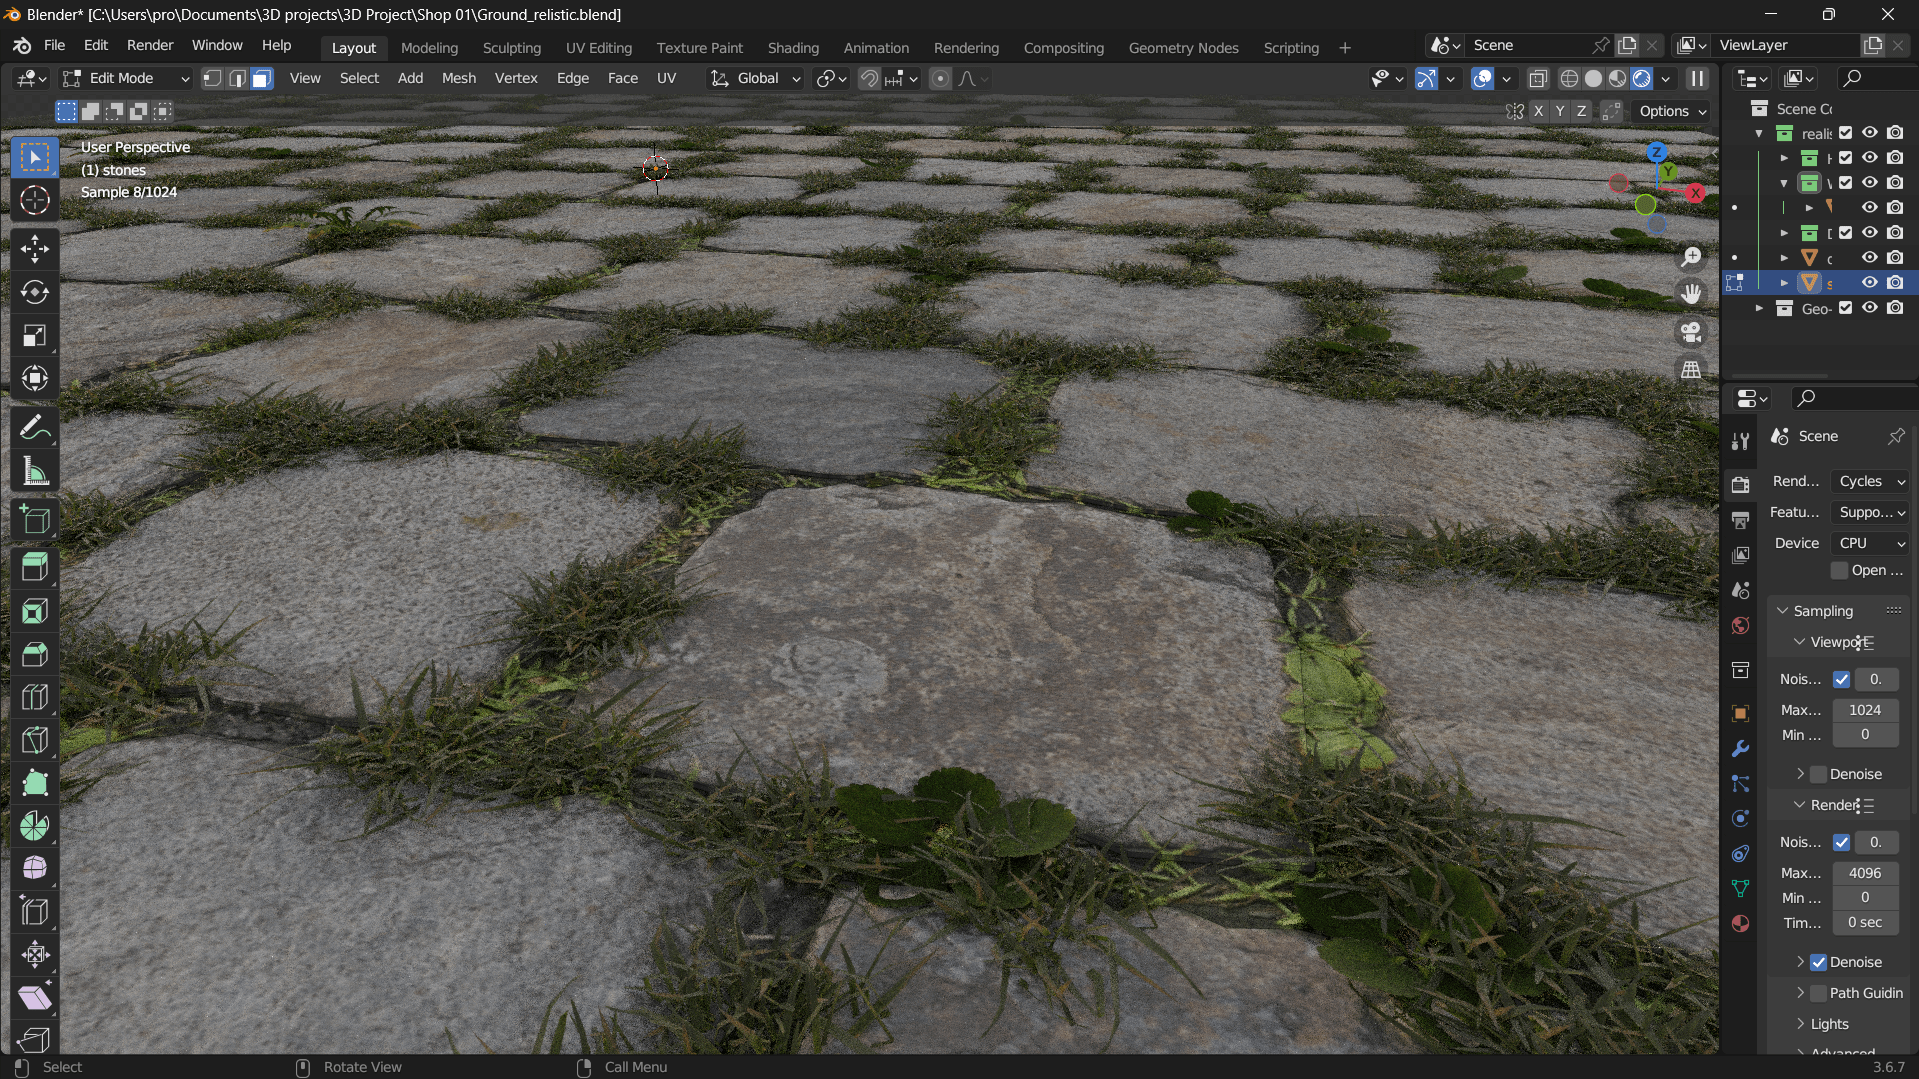 Blender* [C:\Users\pro\Documents\3D projects\3D Project\Shop 01\Ground_relistic.blend]
File Edit Render Window Help Layout Modeling Sculpting UV Editing Texture Paint Shading Animation Rendering Compositing Geometry Nodes Scripting + Scene ViewLayer
Edit Mode View Select Add Mesh Vertex Edge Face UV Global
X Y Z Options
Scene Co
User Perspective
(1) stones
Sample 8/1024
realis
Z
Y
X
Geo-
Scene
Rend... Cycles
Featu... Suppo...
Device CPU
Open ...
Sampling
Viewport
Nois... 0.
Max... 1024
Min ... 0
Denoise
Render
Nois... 0.
Max... 4096
Min ... 0
Tim... 0 sec
Denoise
Path Guidin
Lights
Advanced
Select Rotate View Call Menu 3.6.7